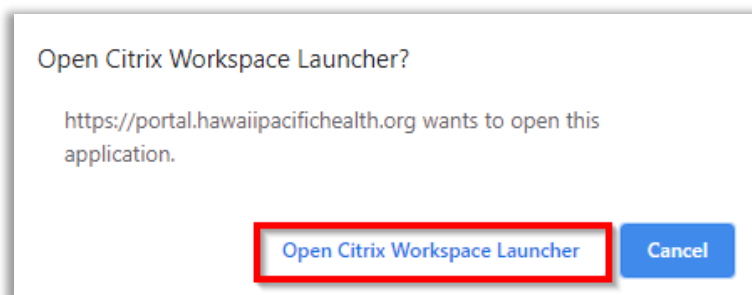 Open Citrix Workspace Launcher?
https://portal.hawaiipacifichealth.org wants to open this
application.
Open Citrix Workspace Launcher
Cancel